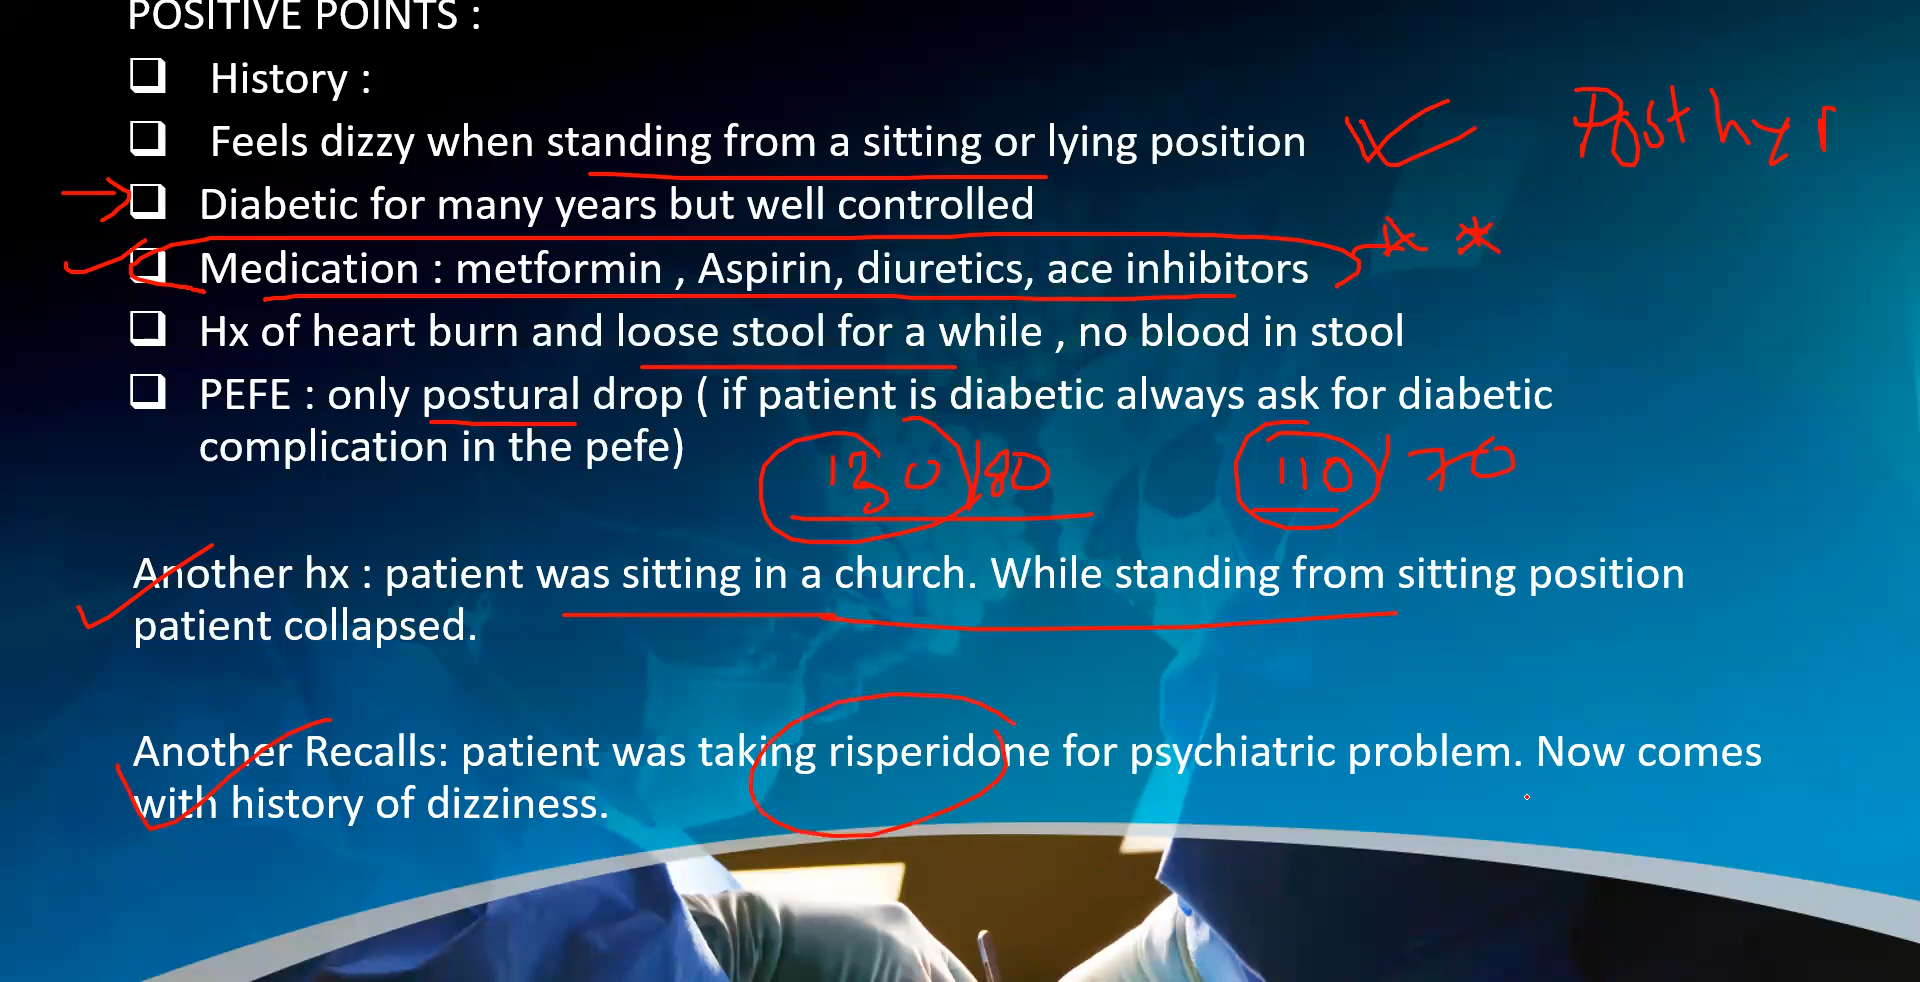 POSITIVE POINTS :
History :
Feels dizzy when standing from a sitting or lying position
Post hyp
Diabetic for many years but well controlled
Medication : metformin , Aspirin, diuretics, ace inhibitors
Hx of heart burn and loose stool for a while , no blood in stool
PEFE : only postural drop ( if patient is diabetic always ask for diabetic
complication in the pefe)
130/80
110/70
Another hx : patient was sitting in a church. While standing from sitting position
patient collapsed.
Another Recalls: patient was taking risperidone for psychiatric problem. Now comes
with history of dizziness.